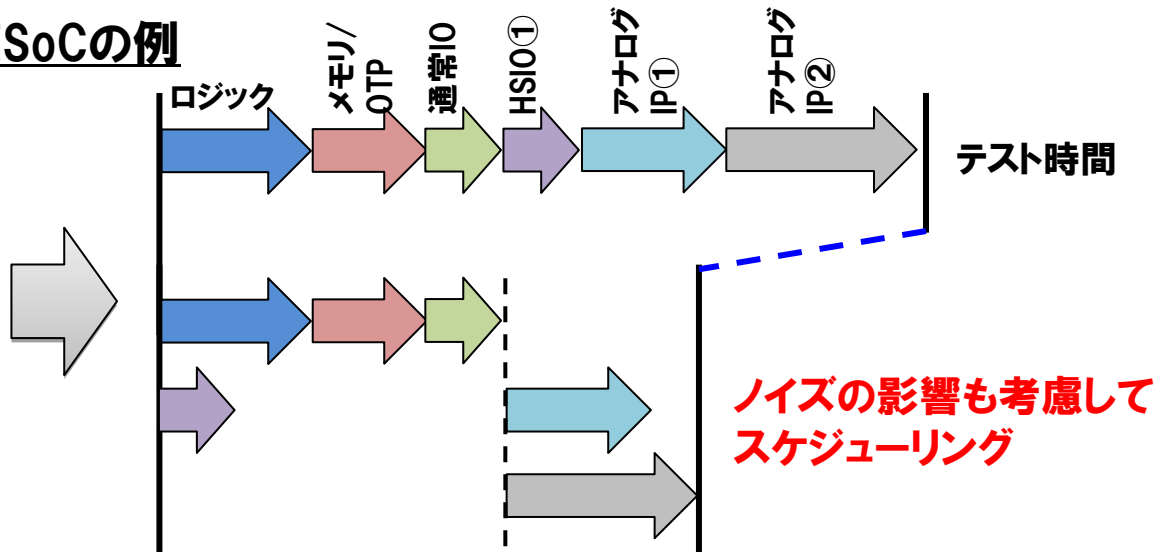 SoCの例
ロジック
メモリ/
OTP
通常IO
HSIO①
アナログ
IP①
アナログ
IP②
テスト時間
ノイズの影響も考慮して
スケジューリング